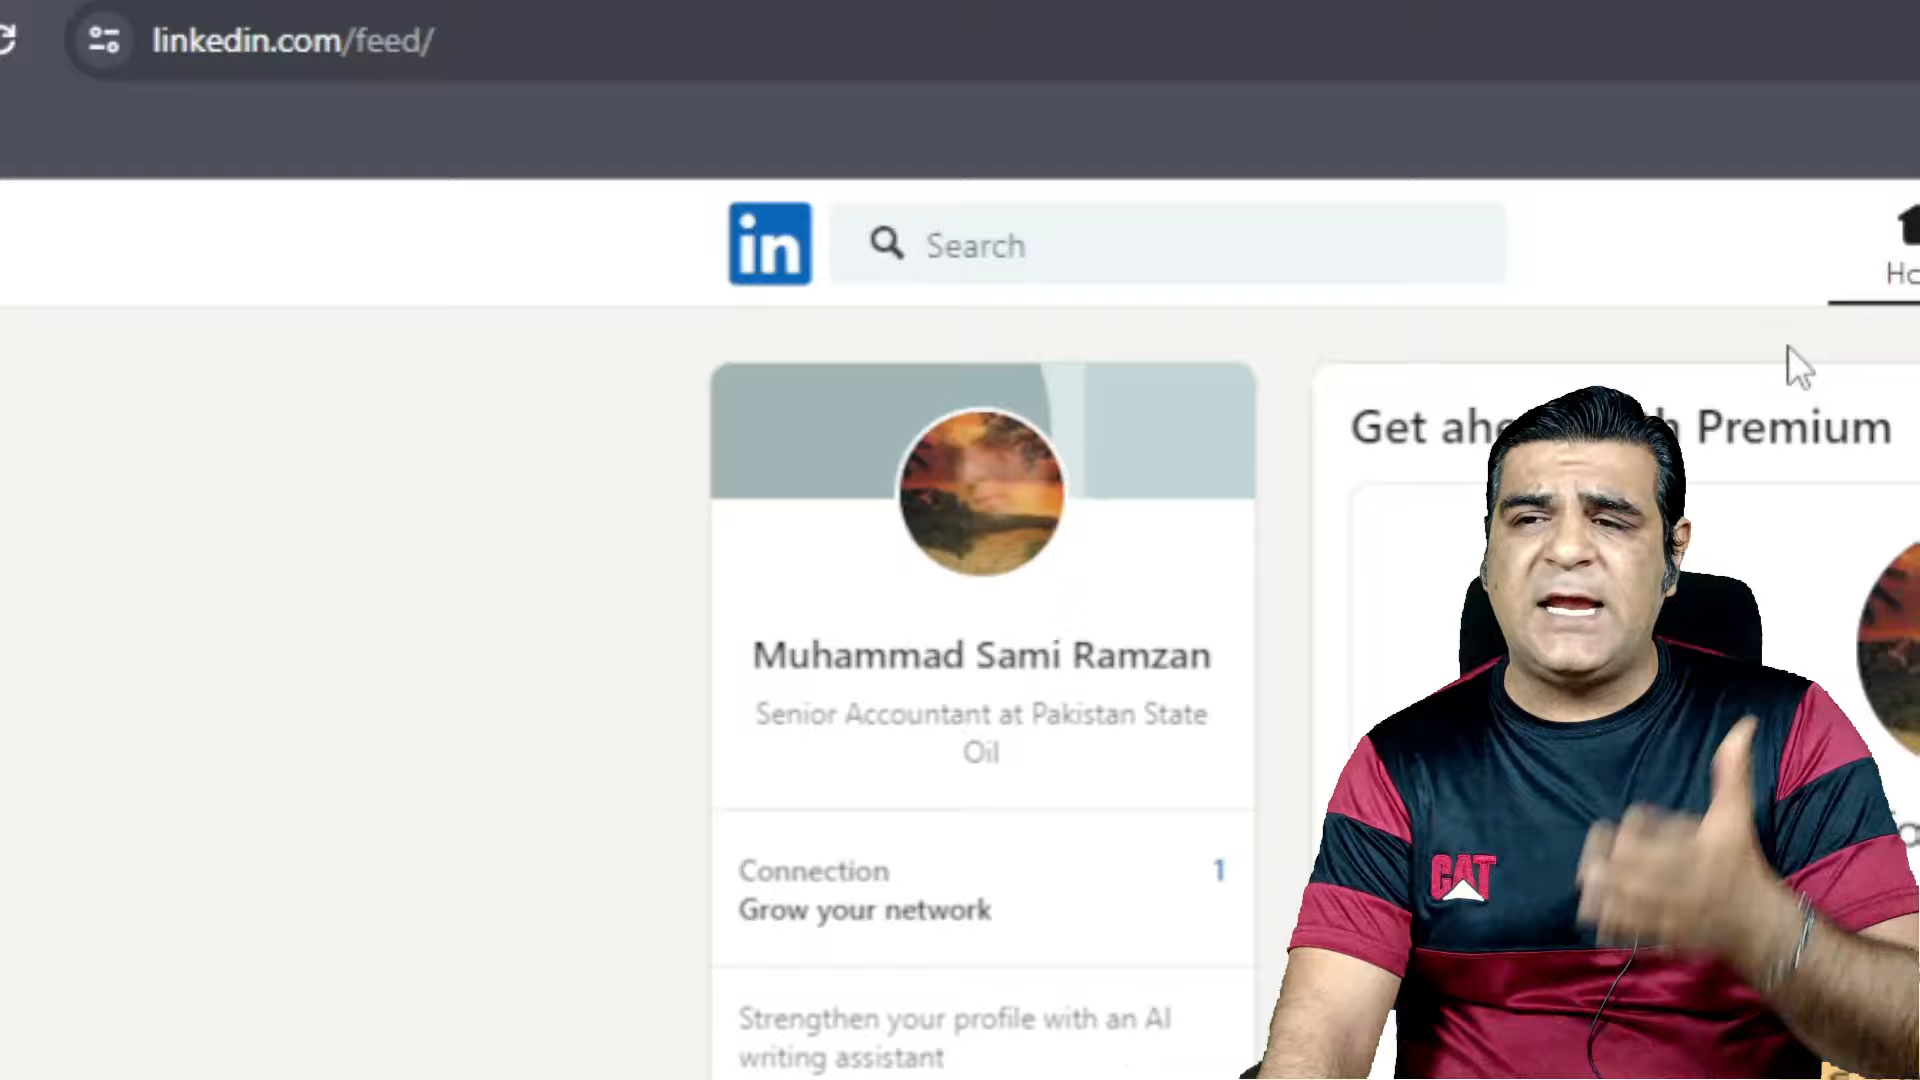 linkedin.com/feed/
in
Search
Get ahe
h Premium
Muhammad Sami Ramzan
Senior Accountant at Pakistan State
Oil
Connection 1
Grow your network
Strengthen your profile with an AI
writing assistant
CAT